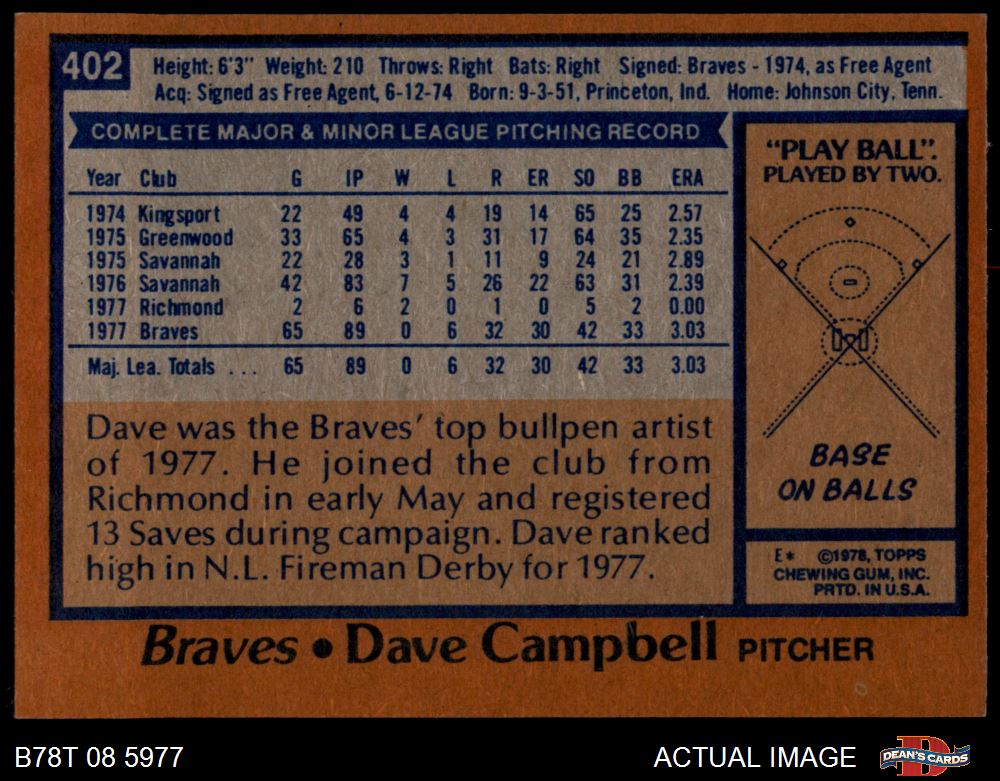 402
Height: 6'3" Weight: 210 Throws: Right Bats: Right Signed: Braves - 1974, as Free Agent
Acq: Signed as Free Agent, 6-12-74 Born: 9-3-51, Princeton, Ind. Home: Johnson City, Tenn.
COMPLETE MAJOR & MINOR LEAGUE PITCHING RECORD
Year Club G IP W L R ER SO BB ERA
1974 Kingsport 22 49 4 4 19 14 65 25 2.57
1975 Greenwood 33 65 4 3 31 17 64 35 2.35
1975 Savannah 22 28 3 1 11 9 24 21 2.89
1976 Savannah 42 83 7 5 26 22 63 31 2.39
1977 Richmond 2 6 2 0 1 0 5 2 0.00
1977 Braves 65 89 0 6 32 30 42 33 3.03
Maj. Lea. Totals ... 65 89 0 6 32 30 42 33 3.03
Dave was the Braves' top bullpen artist
of 1977. He joined the club from
Richmond in early May and registered
13 Saves during campaign. Dave ranked
high in N.L. Fireman Derby for 1977.
"PLAY BALL".
PLAYED BY TWO.
BASE
ON BALLS
E* ©1978, TOPPS
CHEWING GUM, INC.
PRTD. IN U.S.A.
Braves • Dave Campbell PITCHER
B78T 08 5977
ACTUAL IMAGE
DEAN'S CARDS